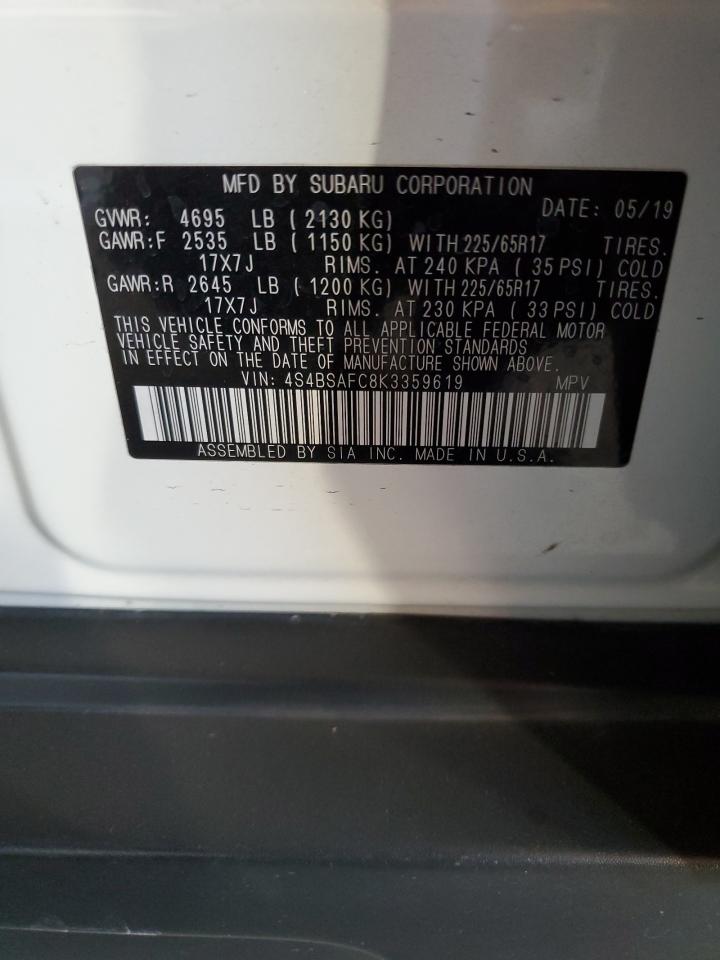 MFD BY SUBARU CORPORATION
DATE: 05/19
GVWR: 4695 LB ( 2130 KG)
GAWR:F 2535 LB ( 1150 KG) WITH 225/65R17 TIRES.
17X7J RIMS. AT 240 KPA ( 35 PSI) COLD
GAWR:R 2645 LB ( 1200 KG) WITH 225/65R17 TIRES.
17X7J RIMS. AT 230 KPA ( 33 PSI) COLD
THIS VEHICLE CONFORMS TO ALL APPLICABLE FEDERAL MOTOR
VEHICLE SAFETY AND THEFT PREVENTION STANDARDS
IN EFFECT ON THE DATE OF MANUFACTURE SHOWN ABOVE.
VIN: 4S4BSAFC8K3359619 MPV
ASSEMBLED BY SIA INC. MADE IN U.S.A.